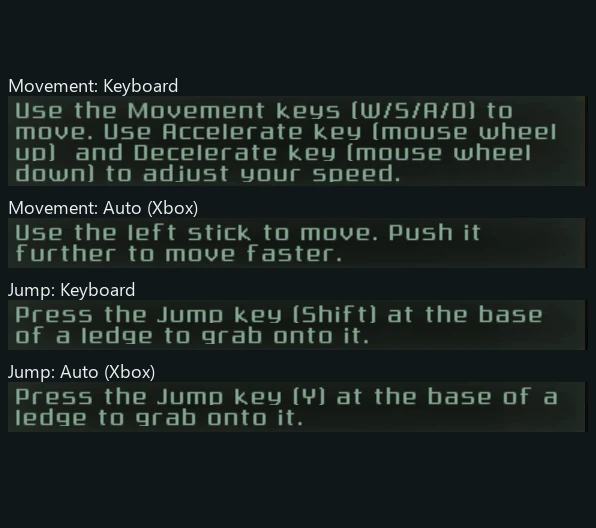 Movement: Keyboard
Use the Movement keys (W/S/A/D) to
move. Use Accelerate key (mouse wheel
up)  and Decelerate key (mouse wheel
down) to adjust your speed.
Movement: Auto (Xbox)
Use the left stick to move. Push it
further to move faster.
Jump: Keyboard
Press the Jump key (Shift) at the base
of a ledge to grab onto it.
Jump: Auto (Xbox)
Press the Jump key (Y) at the base of a
ledge to grab onto it.